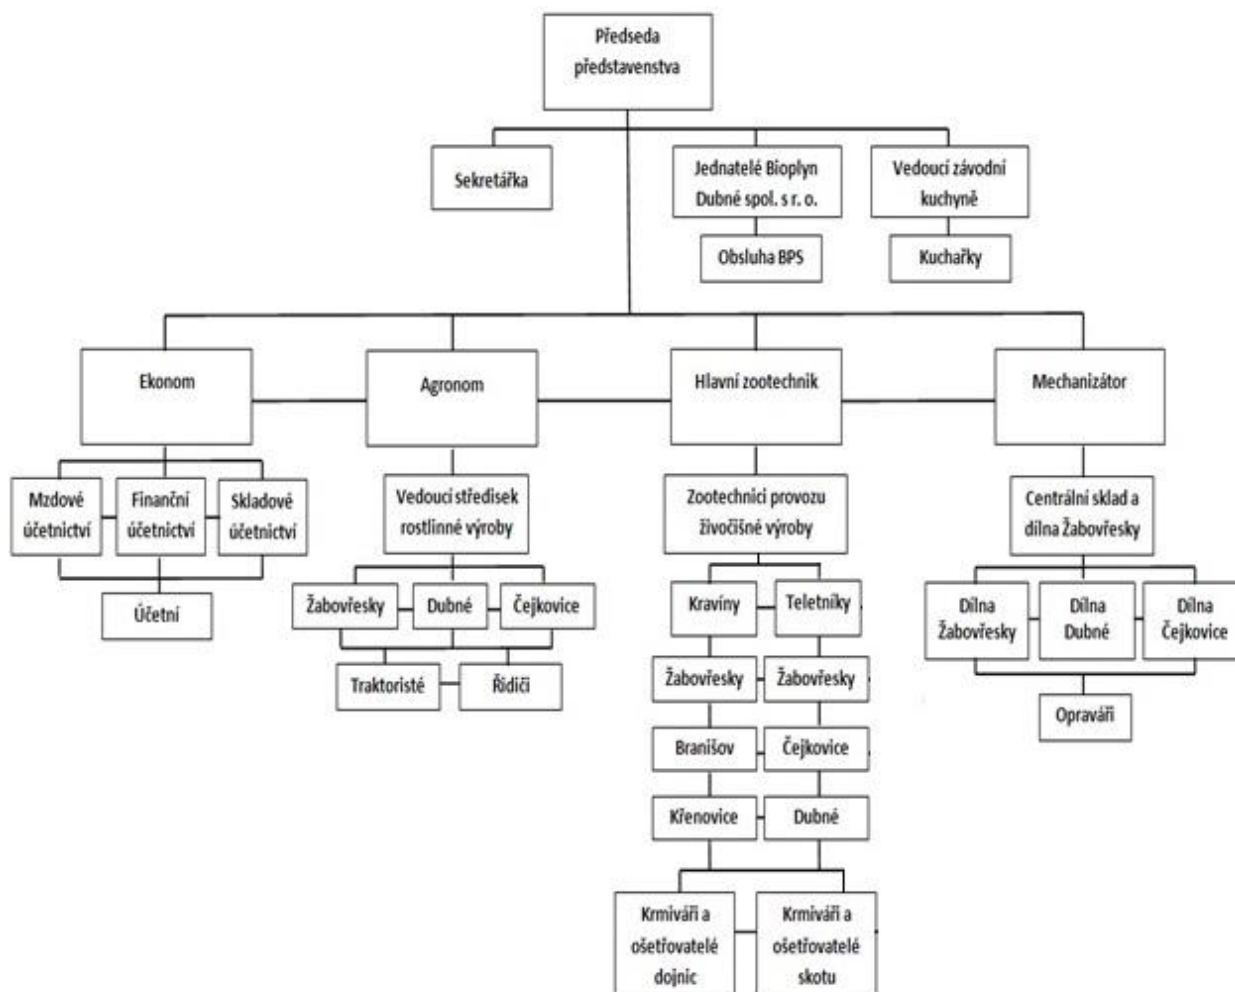 Předseda
představenstva
Sekretářka
Jednatelé Bioplyn
Dubné spol. s r. o.
Vedoucí závodní
kuchyně
Obsluha BPS
Kuchařky
Ekonom
Agronom
Hlavní zootechnik
Mechanizátor
Mzdové
účetnictví
Finanční
účetnictví
Skladové
účetnictví
Účetní
Vedoucí středisek
rostlinné výroby
Žabovřesky
Dubné
Čejkovice
Traktoristé
Řidiči
Zootechnici provozu
živočišné výroby
Kravíny
Teletníky
Žabovřesky
Žabovřesky
Branišov
Čejkovice
Křenovice
Dubné
Krmiváři a
ošetřovatelé
dojnic
Krmiváři a
ošetřovatelé
skotu
Centrální sklad a
dílna Žabovřesky
Dílna
Žabovřesky
Dílna
Dubné
Dílna
Čejkovice
Opraváři